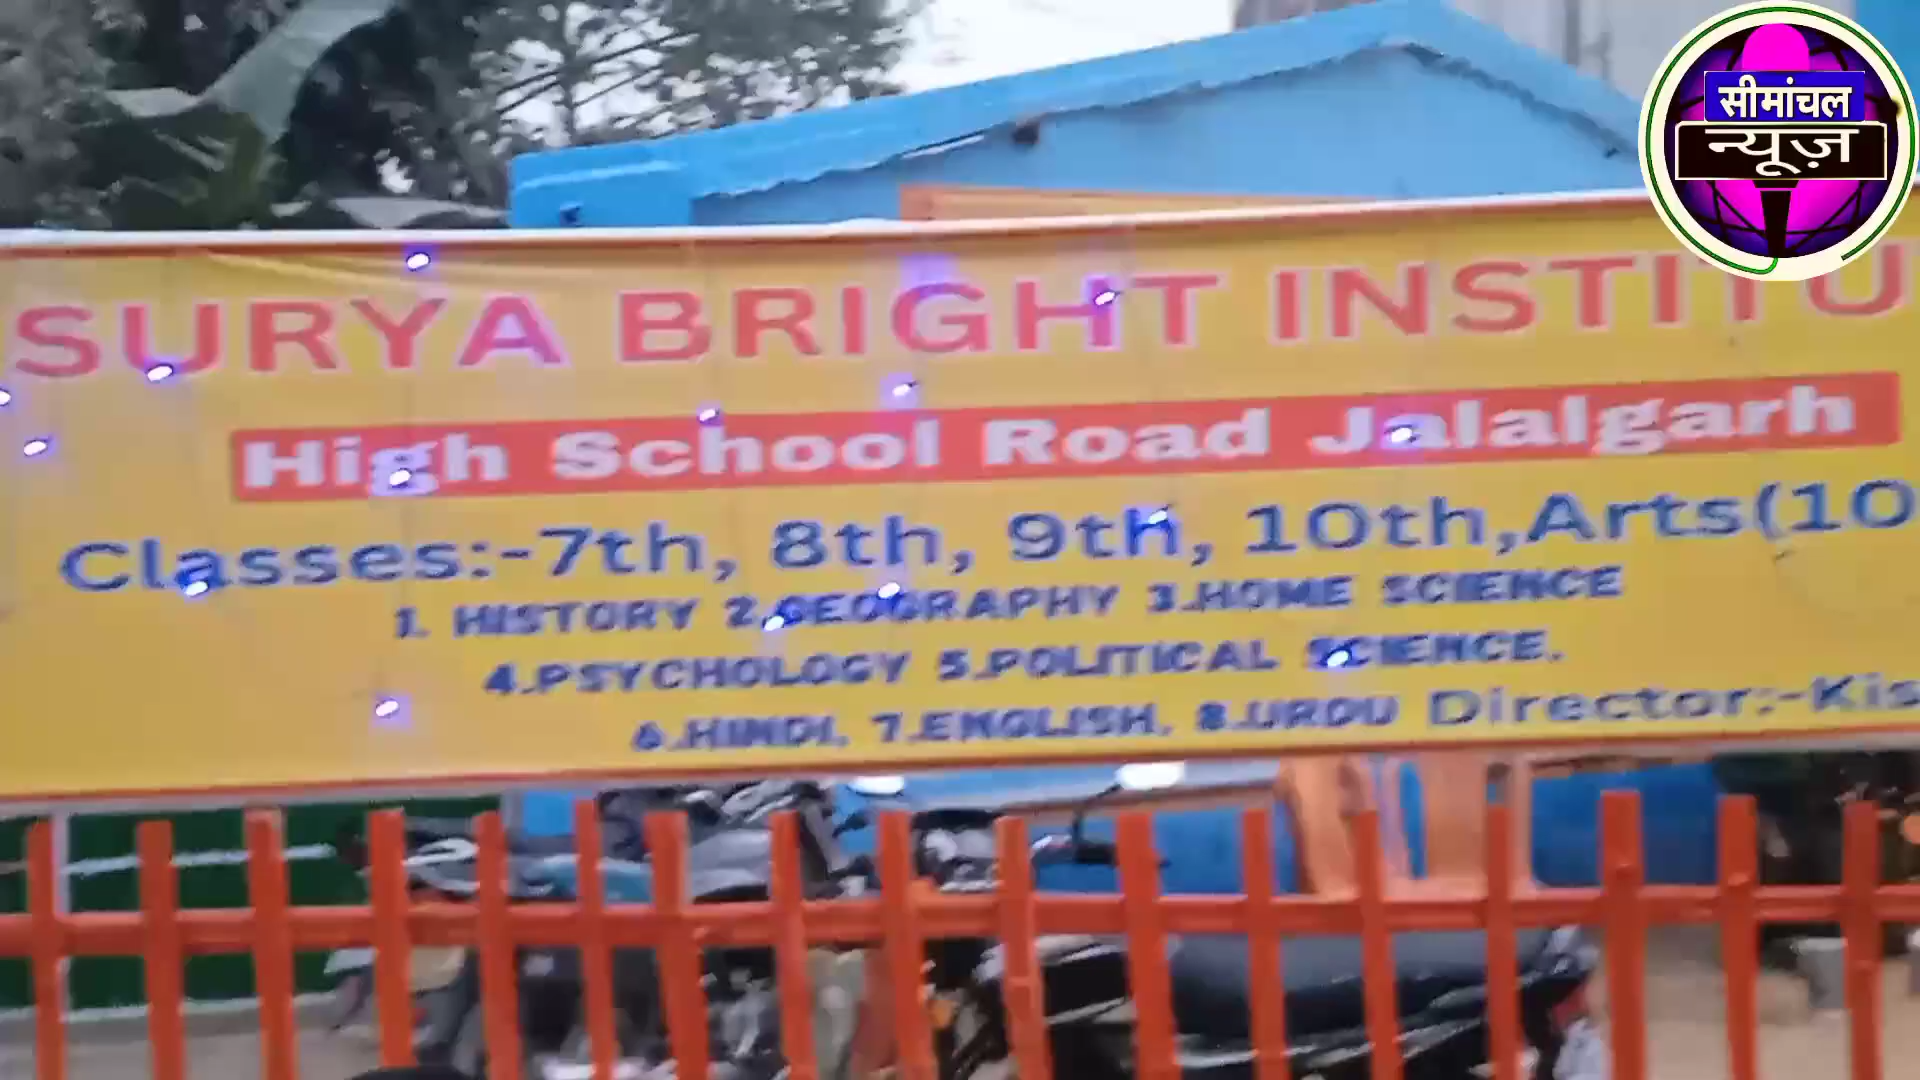 सीमांचल
न्यूज़
SURYA BRIGHT INSTITU
High School Road Jalalgarh
Classes:-7th, 8th, 9th, 10th,Arts(10
1. HISTORY 2.GEOGRAPHY 3.HOME SCIENCE
4.PSYCHOLOGY 5.POLITICAL SCIENCE.
6.HINDI. 7.ENGLISH. 8.URDU Director:-Kis